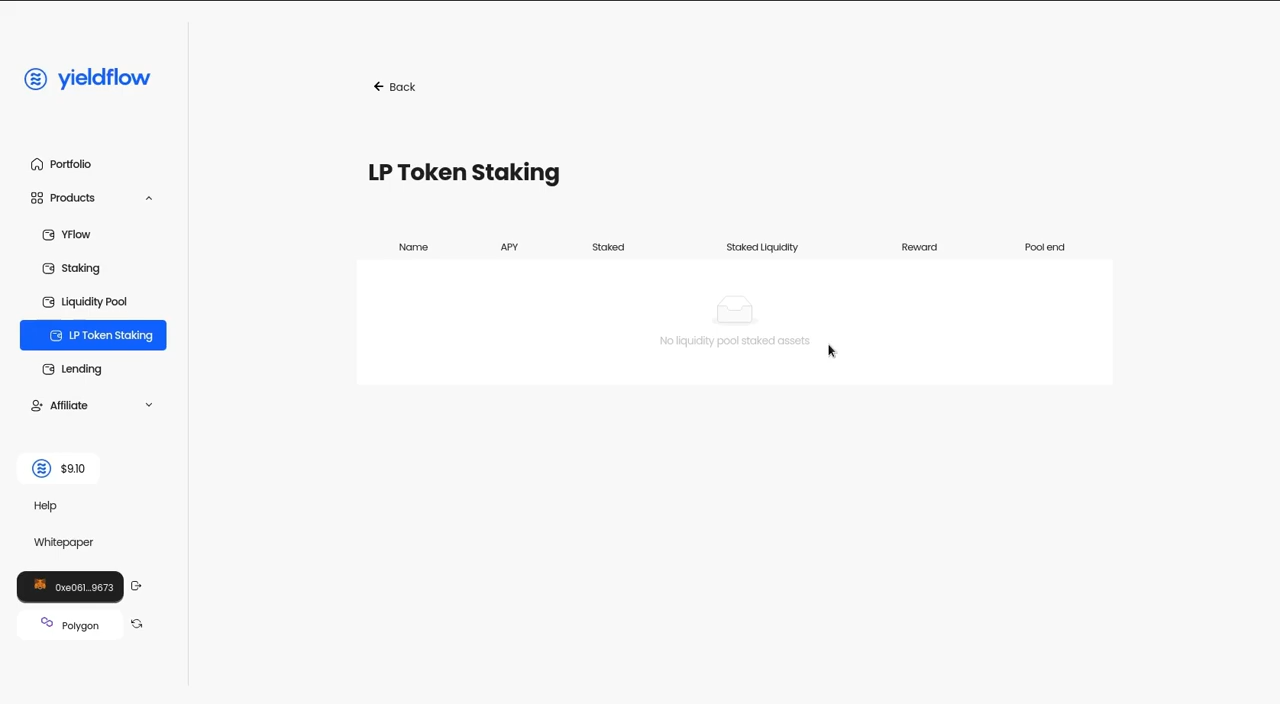 yieldflow
Portfolio
Products
YFlow
Staking
Liquidity Pool
LP Token Staking
Lending
Affiliate
$9.10
Help
Whitepaper
0xe061...9673
Polygon
Back
LP Token Staking
Name APY Staked Staked Liquidity Reward Pool end
No liquidity pool staked assets